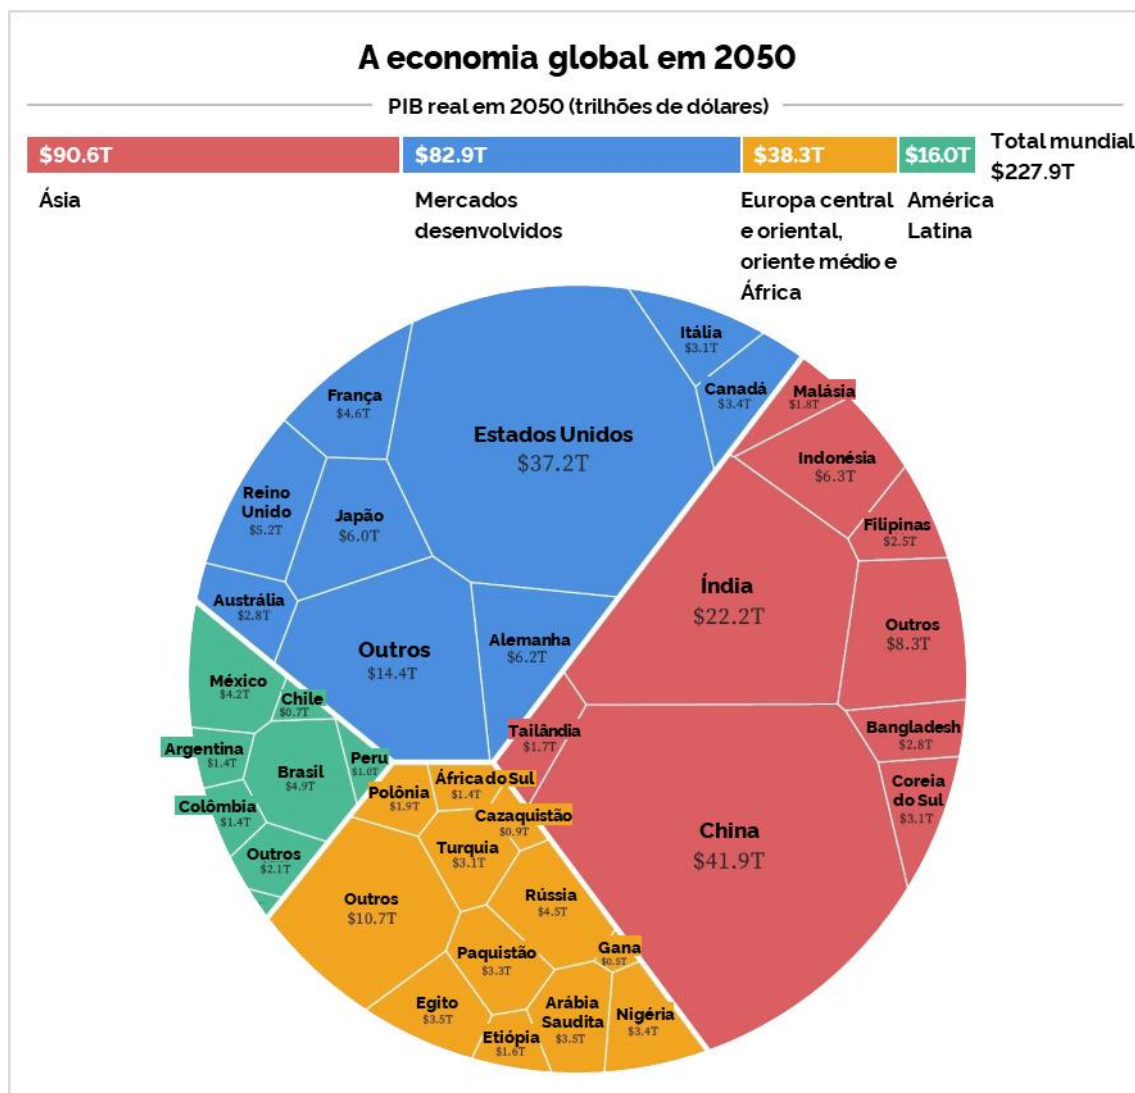 A economia global em 2050
PIB real em 2050 (trilhões de dólares)
$90.6T
$82.9T
$38.3T
$16.0T
Total mundial
$227.9T
Ásia
Mercados
desenvolvidos
Europa central
e oriental,
oriente médio e
África
América
Latina
Itália
$3.1T
Canadá
$3.4T
França
$4.6T
Estados Unidos
$37.2T
Reino
Unido
$5.2T
Japão
$6.0T
Austrália
$2.8T
Outros
$14.4T
Alemanha
$6.2T
Malásia
$1.8T
Indonésia
$6.3T
Filipinas
$2.5T
Índia
$22.2T
Outros
$8.3T
Tailândia
$1.7T
Bangladesh
$2.8T
Coreia
do Sul
$3.1T
China
$41.9T
México
$4.2T
Chile
$0.7T
Argentina
$1.4T
Brasil
$4.9T
Peru
$1.0T
Colômbia
$1.4T
Outros
$2.1T
Polônia
$1.9T
África do Sul
$1.4T
Cazaquistão
$0.9T
Turquia
$3.1T
Outros
$10.7T
Rússia
$4.5T
Paquistão
$3.3T
Gana
$0.5T
Egito
$3.5T
Etiópia
$1.6T
Arábia
Saudita
$3.5T
Nigéria
$3.4T